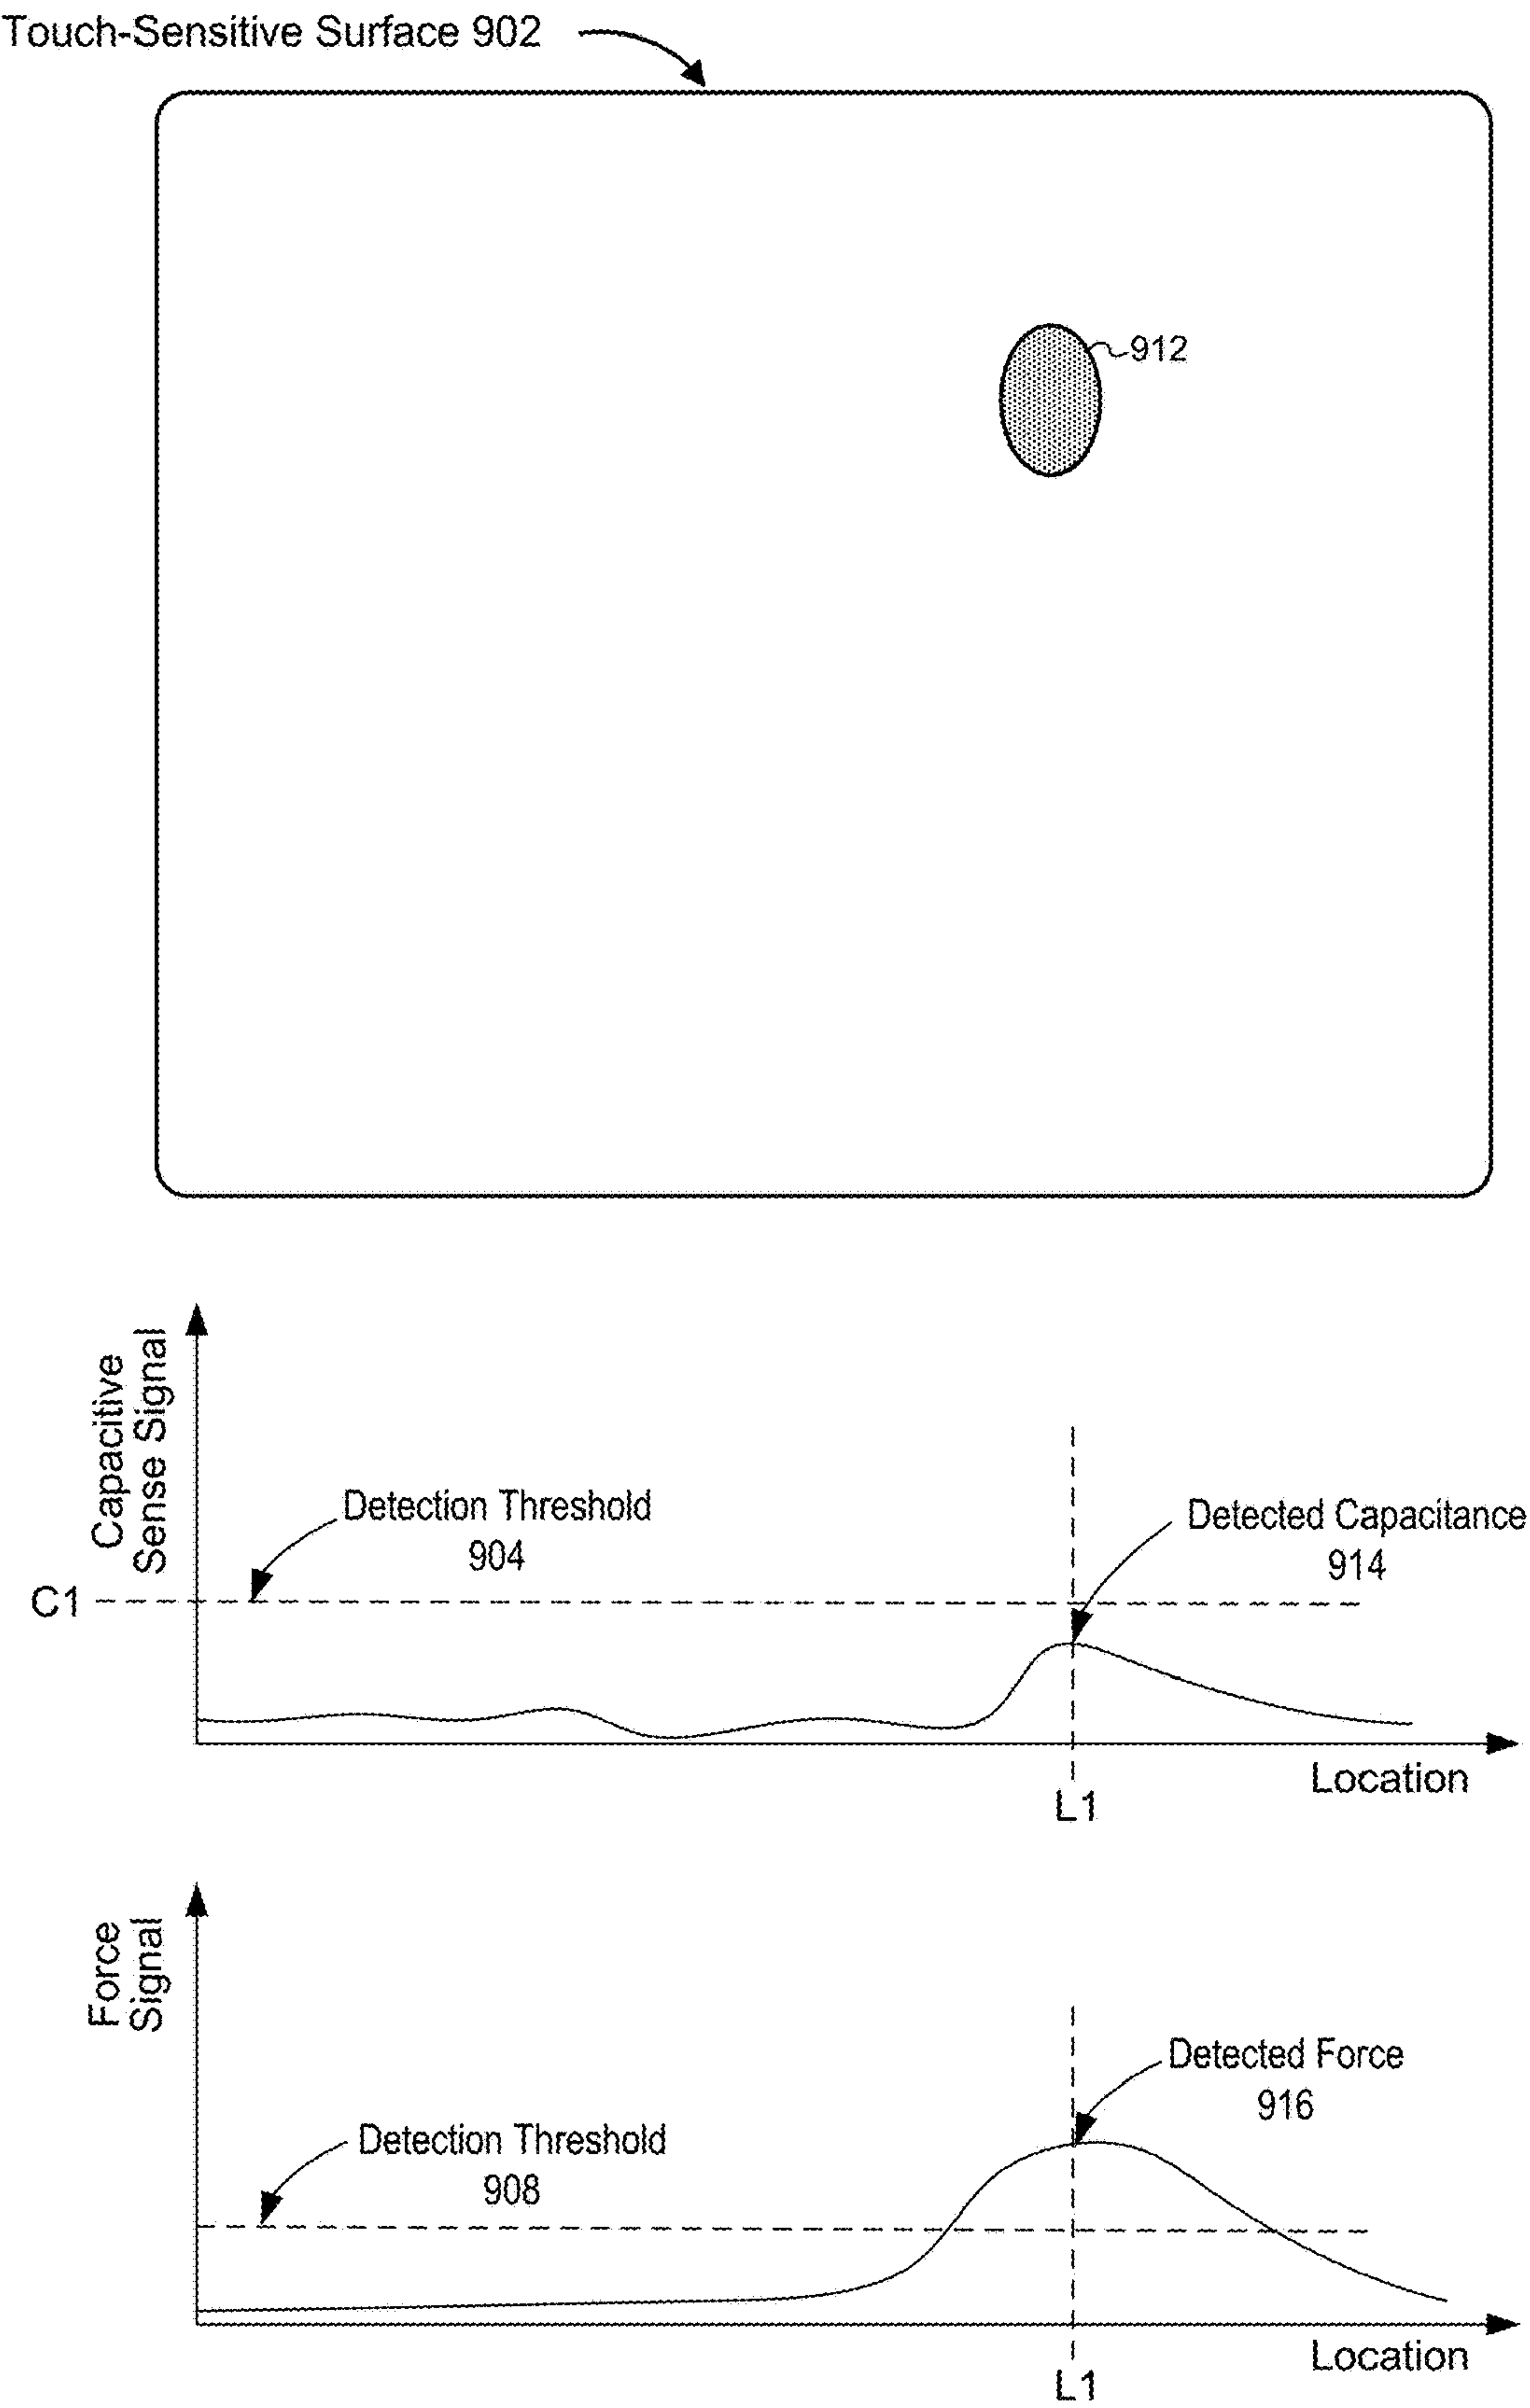 Touch-Sensitive Surface 902
912
Capacitive
Sense Signal
Detection Threshold
904
Detected Capacitance
914
C1
Location
L1
Force
Signal
Detected Force
916
Detection Threshold
908
Location
L1